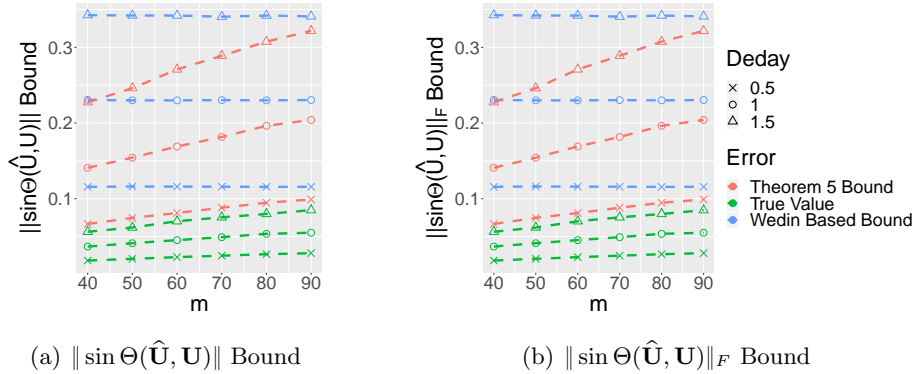 ||sinΘ(Û,U)|| Bound
0.3
0.2
0.1
40 50 60 70 80 90
m
(a) ‖ sin Θ(Û, U)‖ Bound
||sinΘ(Û,U)||F Bound
0.3
0.2
0.1
40 50 60 70 80 90
m
(b) ‖ sin Θ(Û, U)‖F Bound
Deday
0.5
1
1.5
Error
Theorem 5 Bound
True Value
Wedin Based Bound